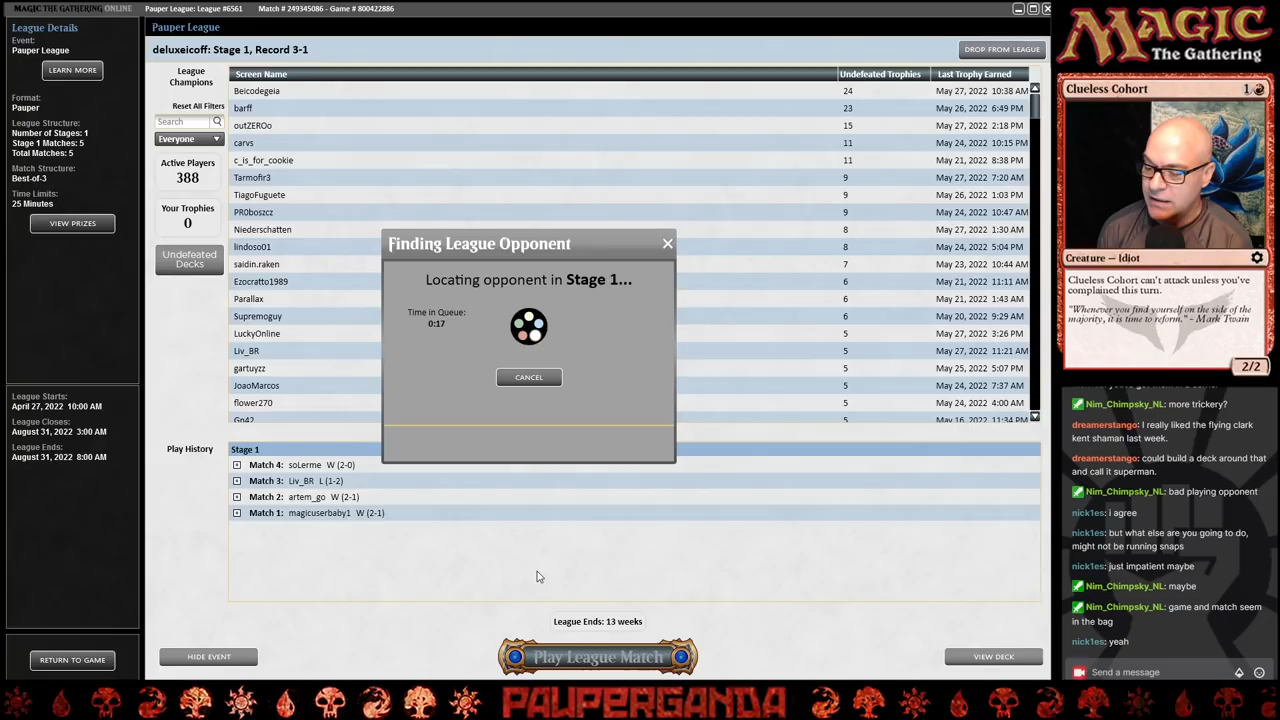 MAGIC THE GATHERING ONLINE Pauper League: League #6561 Match # 249345086 - Game # 800422886
League Details
Event:
Pauper League
LEARN MORE
Format:
Pauper
League Structure:
Number of Stages: 1
Stage 1 Matches: 5
Total Matches: 5
Match Structure:
Best-of-3
Time Limits:
25 Minutes
VIEW PRIZES
League Starts:
April 27, 2022 10:00 AM
League Closes:
August 31, 2022 3:00 AM
League Ends:
August 31, 2022 8:00 AM
RETURN TO GAME
Pauper League
deluxeicoff: Stage 1, Record 3-1
DROP FROM LEAGUE
League
Champions
Reset All Filters
Search
Everyone
Active Players
388
Your Trophies
0
Undefeated
Decks
Screen Name Undefeated Trophies Last Trophy Earned
Beicodegeia 24 May 27, 2022 10:38 AM
barff 23 May 26, 2022 6:49 PM
outZEROo 15 May 27, 2022 2:18 PM
carvs 11 May 24, 2022 10:15 PM
c_is_for_cookie 11 May 21, 2022 8:38 PM
Tarmofir3 9 May 27, 2022 7:20 AM
TiagoFuguete 9 May 26, 2022 1:03 PM
PR0boszcz 9 May 24, 2022 10:47 AM
Niederschatten 8 May 27, 2022 1:30 AM
lindoso01 8 May 24, 2022 5:04 PM
saidin.raken 7 May 23, 2022 10:44 AM
Ezocratto1989 6 May 21, 2022 11:11 AM
Parallax 6 May 21, 2022 1:43 AM
Supremoguy 6 May 20, 2022 9:29 AM
LuckyOnline 5 May 27, 2022 3:26 PM
Liv_BR 5 May 27, 2022 11:21 AM
gartuyzz 5 May 25, 2022 5:07 PM
JoaoMarcos 5 May 24, 2022 7:37 AM
flower270 5 May 24, 2022 4:00 AM
Gn42 5 May 16, 2022 11:34 PM
Finding League Opponent
Locating opponent in Stage 1...
Time in Queue:
0:17
CANCEL
Play History
Stage 1
Match 4: soLerme W (2-0)
Match 3: Liv_BR L (1-2)
Match 2: artem_go W (2-1)
Match 1: magicuserbaby1 W (2-1)
League Ends: 13 weeks
HIDE EVENT
Play League Match
VIEW DECK
PAUPERGANDA
MAGIC
The Gathering
Clueless Cohort 1
Creature — Idiot
Clueless Cohort can't attack unless you've
complained this turn.
"Whenever you find yourself on the side of the
majority, it is time to reform." - Mark Twain
2/2
Nim_Chimpsky_NL: more trickery?
dreamerstango: I really liked the flying clark
kent shaman last week.
dreamerstango: could build a deck around that
and call it superman.
Nim_Chimpsky_NL: bad playing opponent
nick1es: i agree
nick1es: but what else are you going to do,
might not be running snaps
nick1es: just impatient maybe
Nim_Chimpsky_NL: maybe
Nim_Chimpsky_NL: game and match seem
in the bag
nick1es: yeah
Send a message